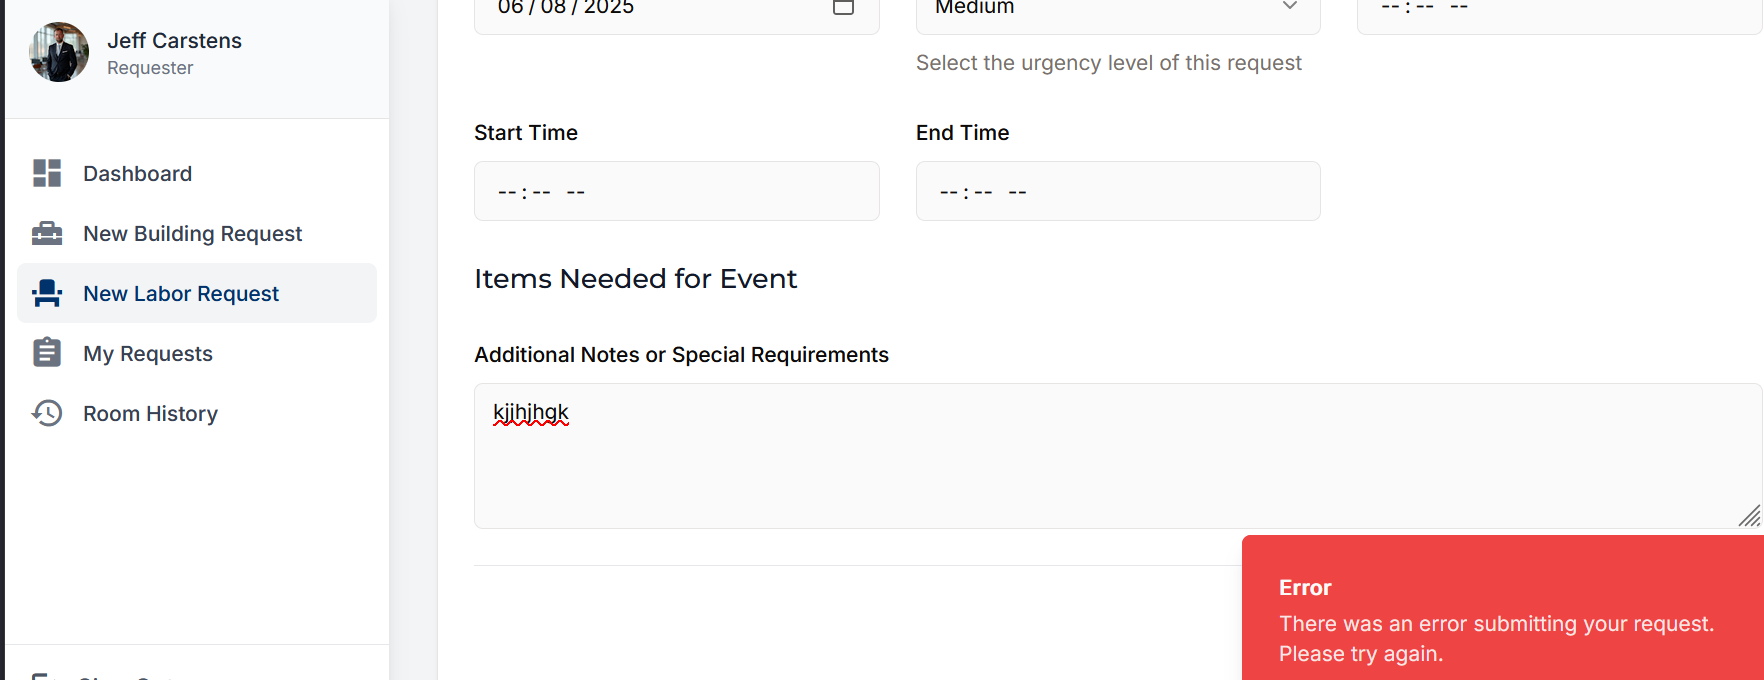 Jeff Carstens
Requester
Dashboard
New Building Request
New Labor Request
My Requests
Room History
06/08/2025
Medium
--:-- --
Select the urgency level of this request
Start Time
End Time
--:-- --
--:-- --
Items Needed for Event
Additional Notes or Special Requirements
kjjhjhgk
Error
There was an error submitting your request.
Please try again.